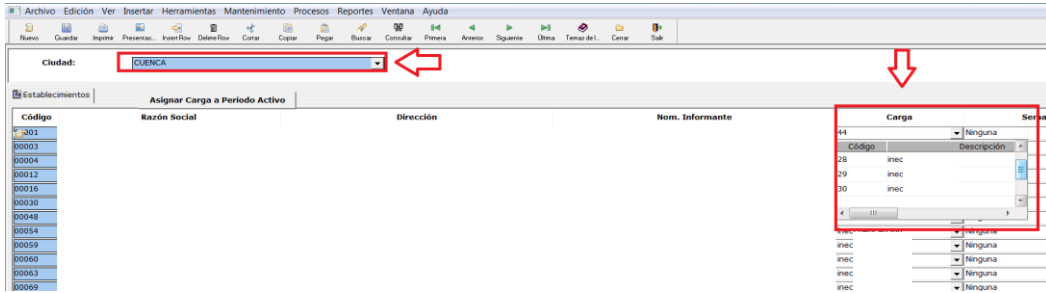 Archivo Edición Ver Insertar Herramientas Mantenimiento Procesos Reportes Ventana Ayuda
Nuevo Guardar Imprimir Presentac... Insert Row Delete Row Cortar Copiar Pegar Buscar Consultar Primera Anterior Siguiente Última Temas de l... Cerrar Salir
Ciudad: CUENCA
Establecimientos Asignar Carga a Período Activo
Código Razón Social Dirección Nom. Informante Carga Sema
001 44 Ninguna
00003 Código Descripción
00004 28 inec
00012 29 inec
00016 30 inec
00030
00048
00054 Ninguna
00059 inec Ninguna
00060 inec Ninguna
00063 inec Ninguna
00069 inec Ninguna